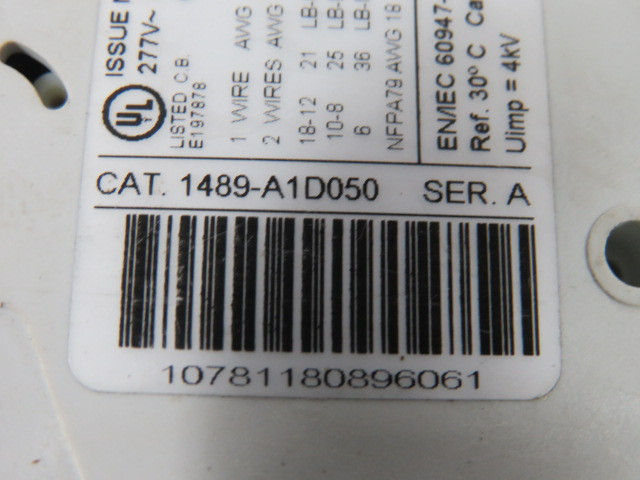 ISSUE
277V~
UL
LISTED C.B.
E197878
1 WIRE AWG
2 WIRES AWG
18-12 21 LB-
10-8 25 LB-
6 36 LB-
NFPA79 AWG 18
EN/IEC 60947-
Ref. 30° C Ca
Uimp = 4kV
CAT. 1489-A1D050 SER. A
10781180896061